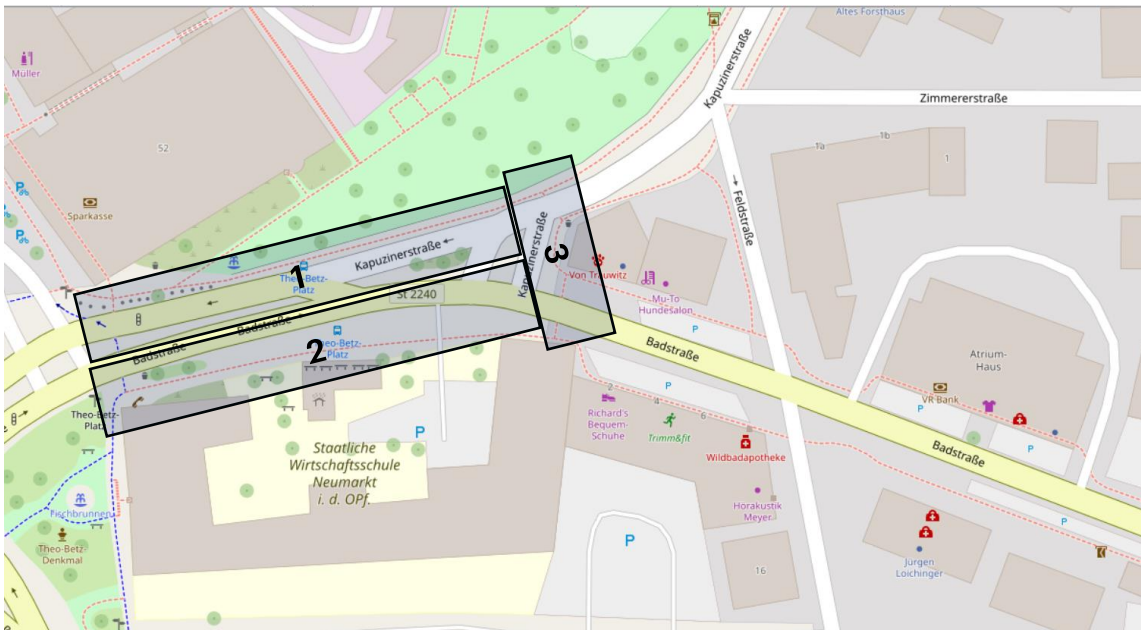 Altes Forsthaus
Müller
Kapuzinerstraße
Zimmererstraße
52
1a
1b
1
Sparkasse
Feldstraße
Kapuzinerstraße
Kapuzinerstraße
3
1
Theo-Betz-
Platz
Von Trauwitz
Mu-To
Hundesalon
St 2240
Badstraße
Badstraße
2
Theo-Betz-
Platz
P
Badstraße
Atrium-
Haus
VR Bank
P
P
Theo-Betz-
Platz
P
2
4
6
Richard's
Bequem-
Schuhe
Trimm&fit
Wildbadapotheke
P
Badstraße
Staatliche
Wirtschaftsschule
Neumarkt
i. d. OPf.
Fischbrunnen
Horakustik
Meyer
P
P
Theo-Betz-
Denkmal
16
Jürgen
Loichinger